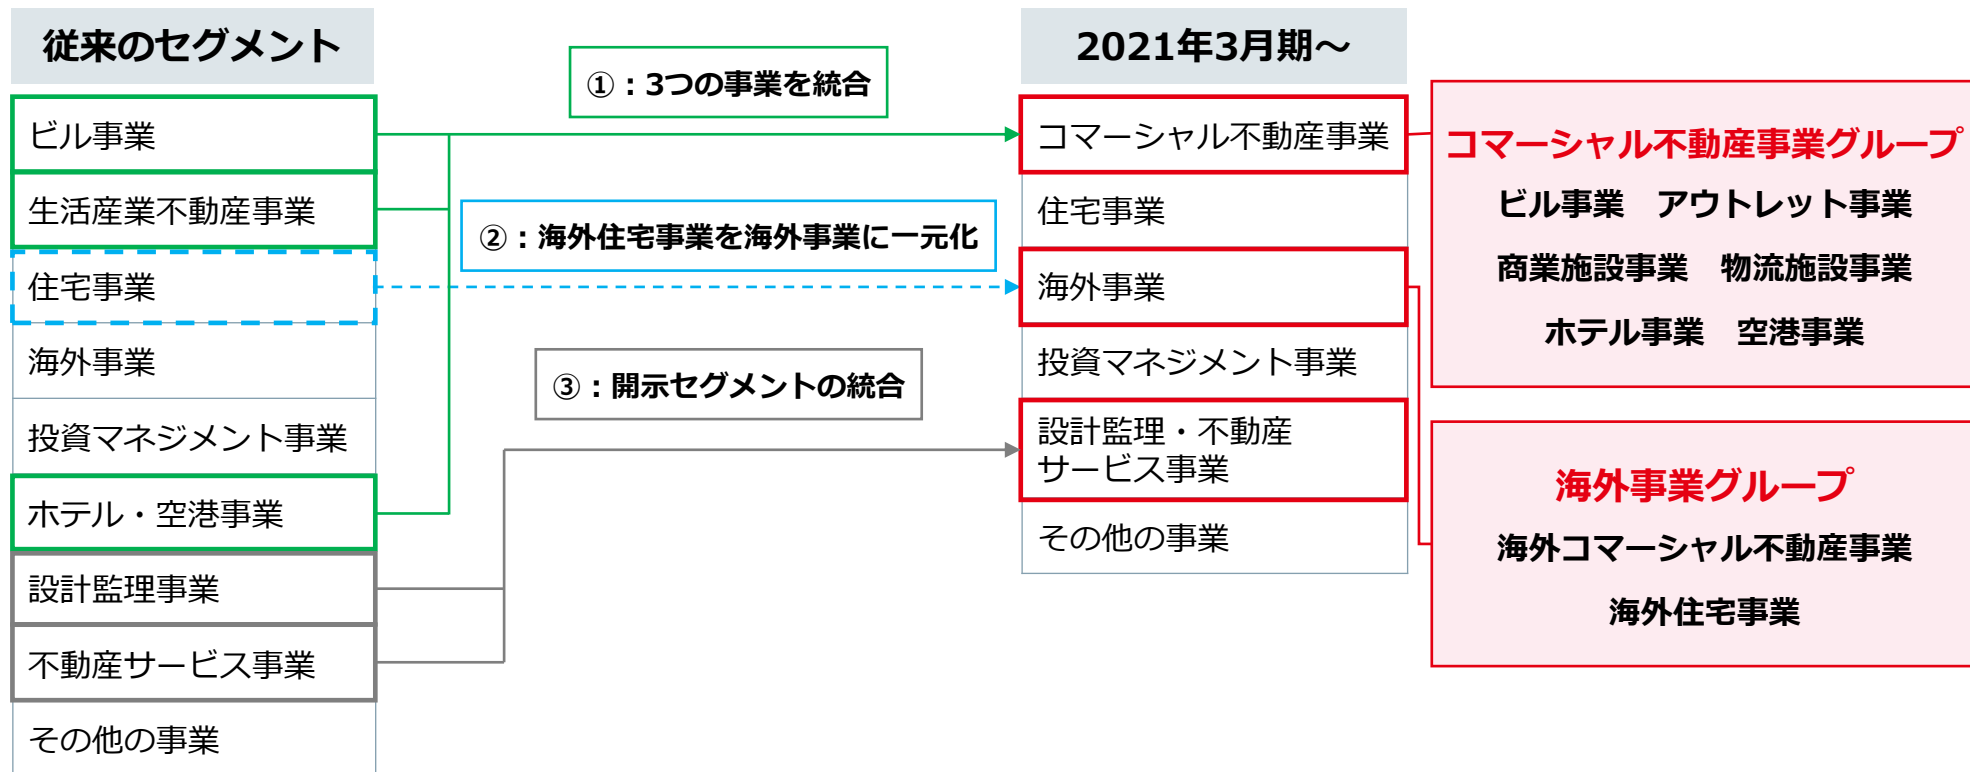 従来のセグメント
ビル事業
生活産業不動産事業
住宅事業
海外事業
投資マネジメント事業
ホテル・空港事業
設計監理事業
不動産サービス事業
その他の事業
①：3つの事業を統合
②：海外住宅事業を海外事業に一元化
③：開示セグメントの統合
2021年3月期～
コマーシャル不動産事業
住宅事業
海外事業
投資マネジメント事業
設計監理・不動産
サービス事業
その他の事業
コマーシャル不動産事業グループ
ビル事業　アウトレット事業
商業施設事業　物流施設事業
ホテル事業　空港事業
海外事業グループ
海外コマーシャル不動産事業
海外住宅事業